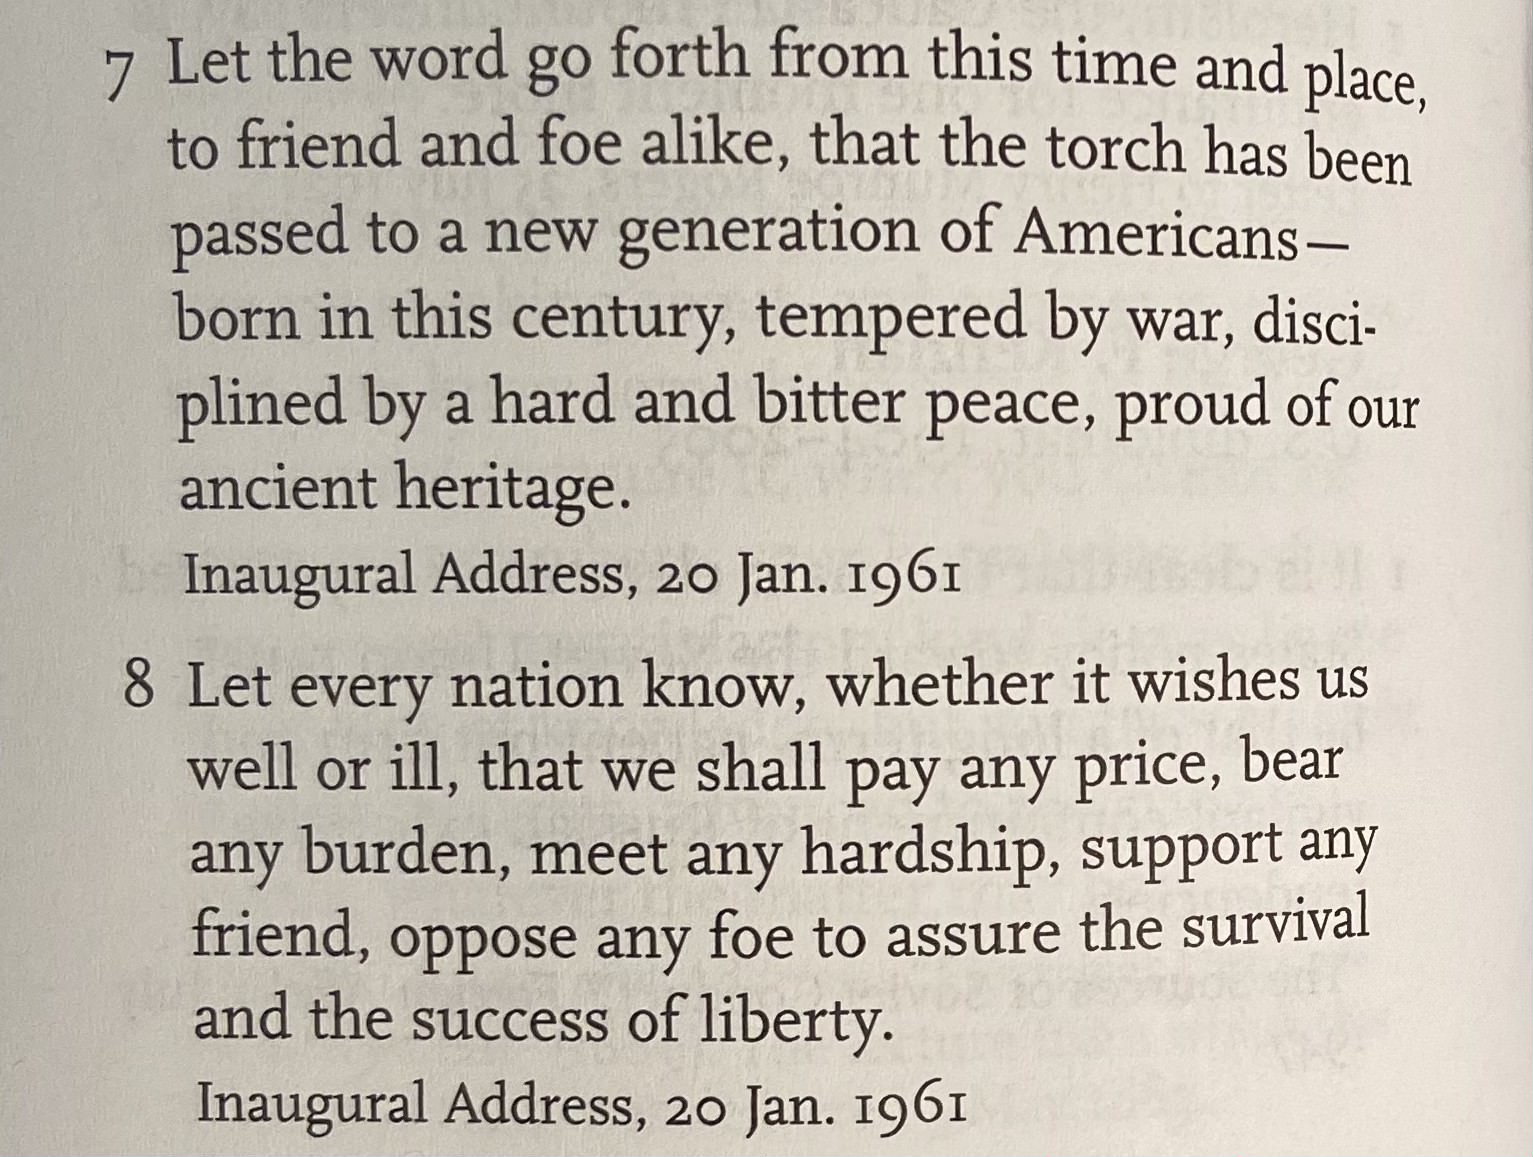 7 Let the word go forth from this time and place,
to friend and foe alike, that the torch has been
passed to a new generation of Americans—
born in this century, tempered by war, disci-
plined by a hard and bitter peace, proud of our
ancient heritage.
Inaugural Address, 20 Jan. 1961
8 Let every nation know, whether it wishes us
well or ill, that we shall pay any price, bear
any burden, meet any hardship, support any
friend, oppose any foe to assure the survival
and the success of liberty.
Inaugural Address, 20 Jan. 1961